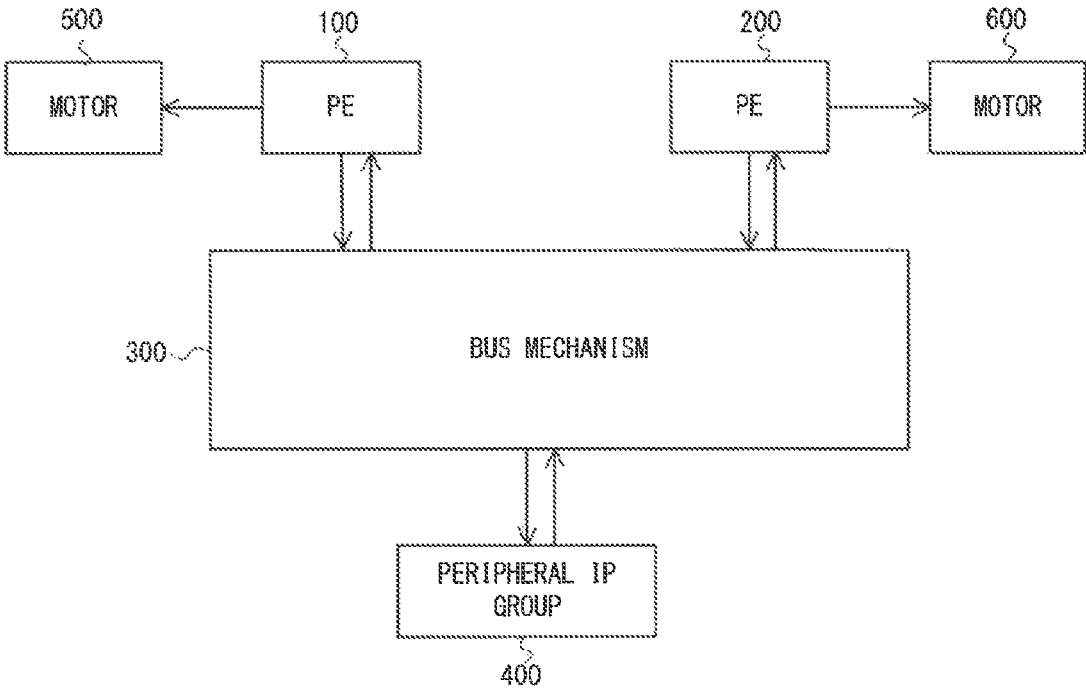 500
100
200
600
MOTOR
PE
PE
MOTOR
300
BUS MECHANISM
PERIPHERAL IP
GROUP
400